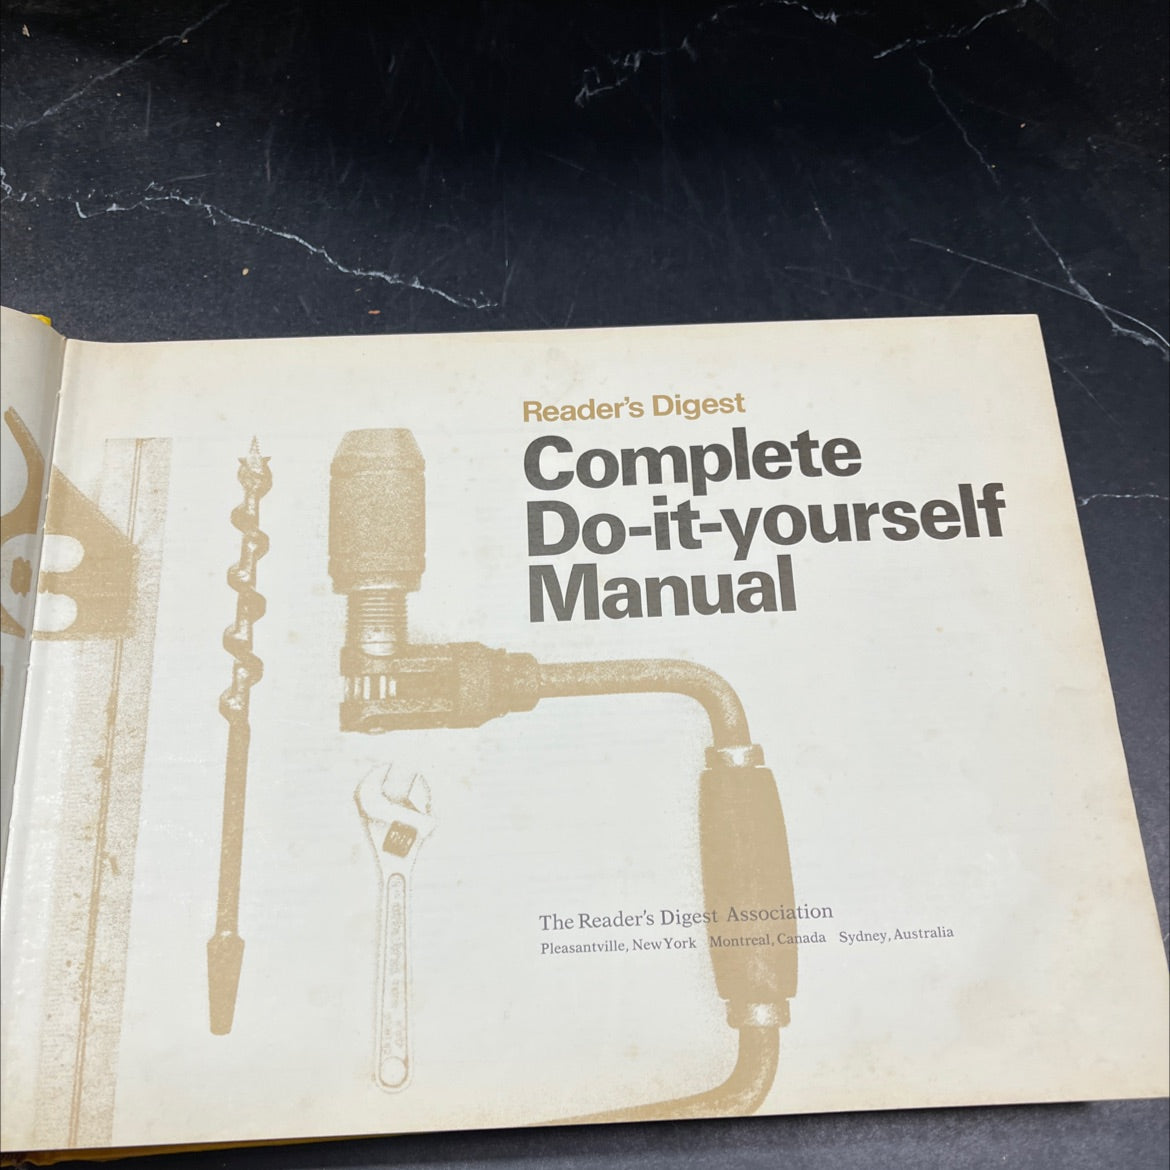 Reader's Digest
Complete
Do-it-yourself
Manual
The Reader's Digest Association
Pleasantville, New York Montreal, Canada Sydney, Australia